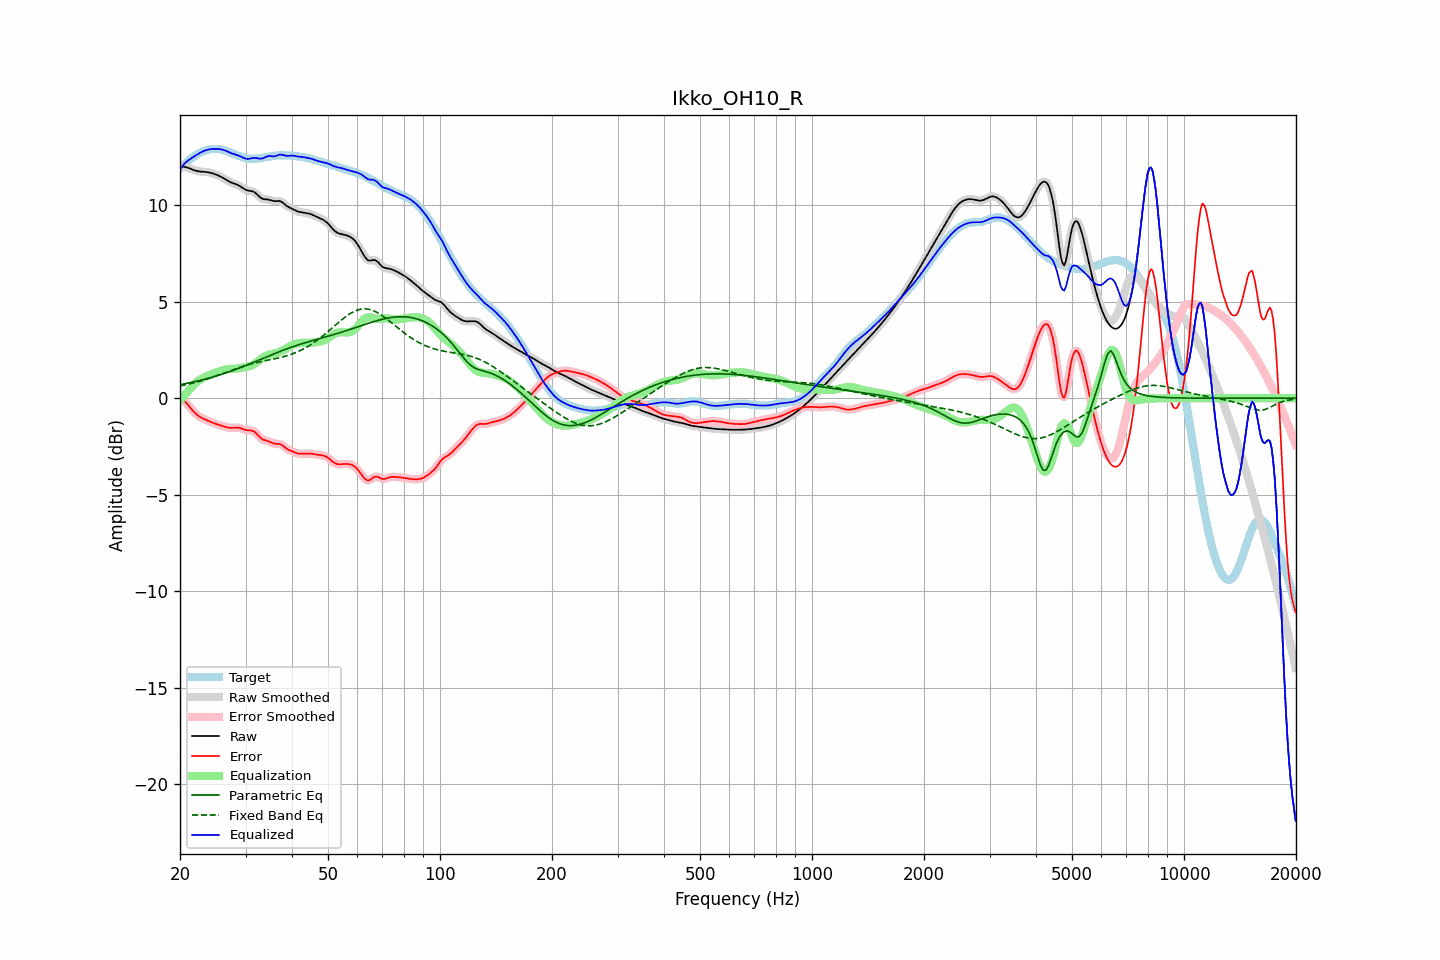 Ikko_OH10_R
Amplitude (dBr)
10
5
0
−5
−10
−15
−20
Target
Raw Smoothed
Error Smoothed
Raw
Error
Equalization
Parametric Eq
Fixed Band Eq
Equalized
20 50 100 200 500 1000 2000 5000 10000 20000
Frequency (Hz)